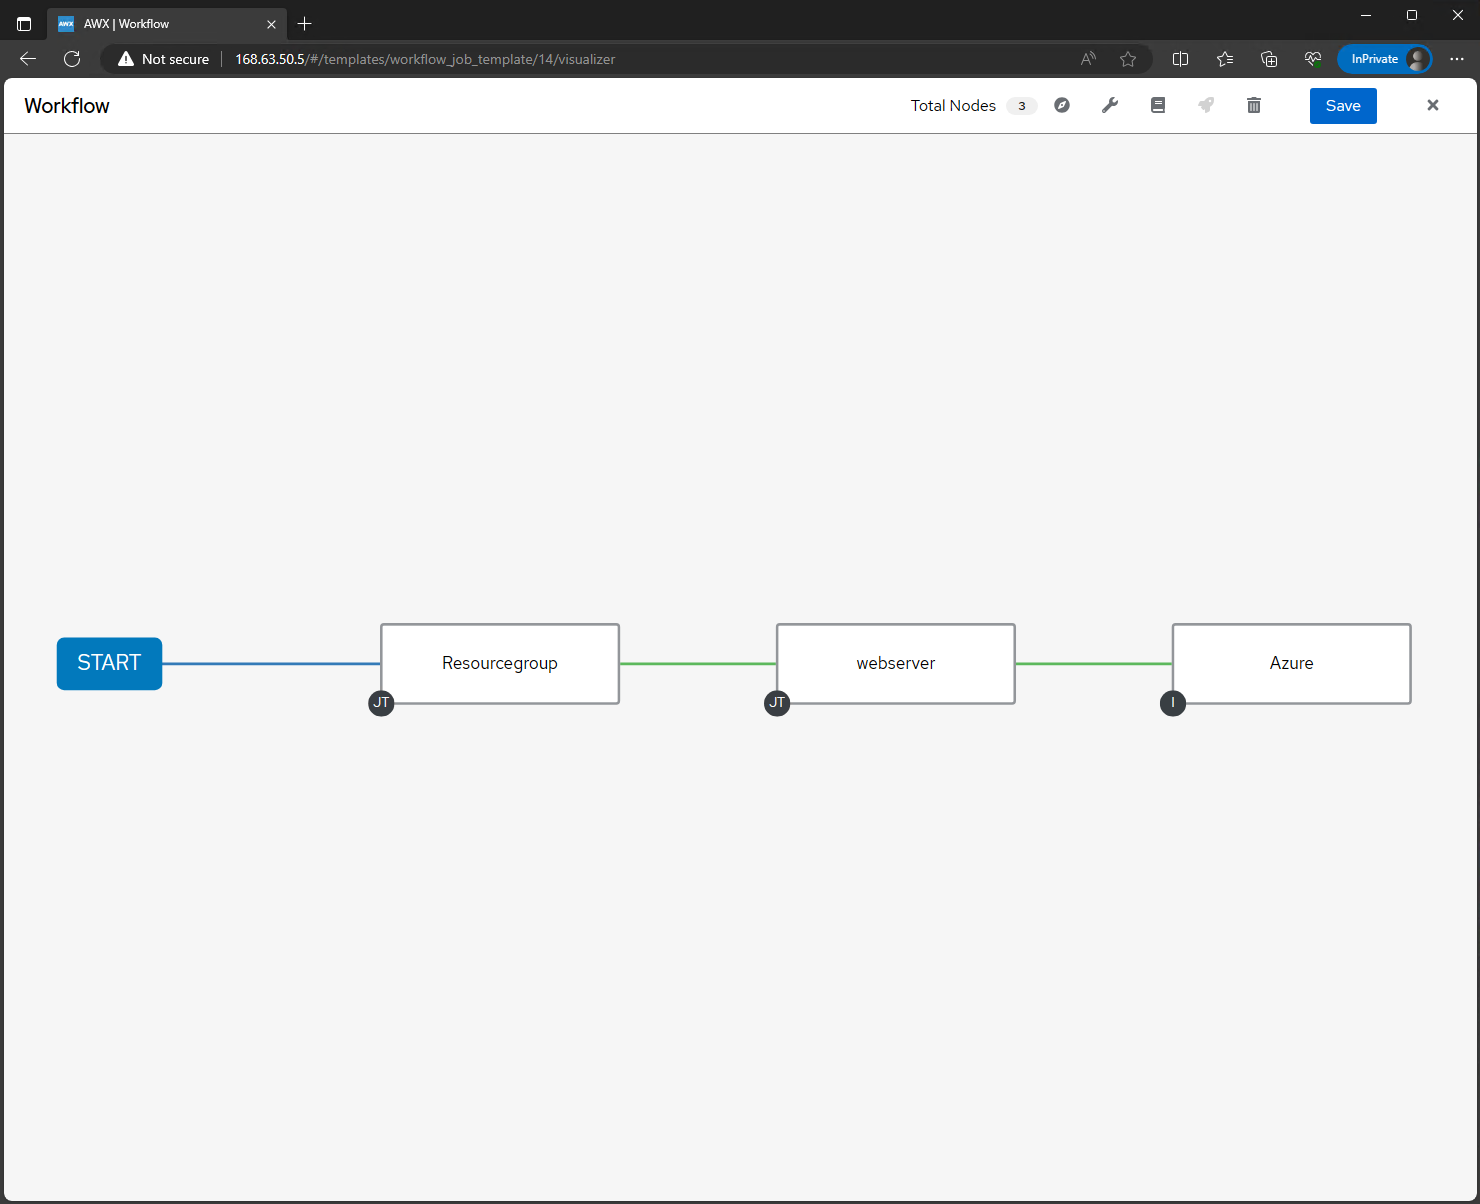 AWX AWX | Workflow
Not secure 168.63.50.5/#/templates/workflow_job_template/14/visualizer A InPrivate
Workflow Total Nodes 3 Save
START Resourcegroup webserver Azure
JT JT I